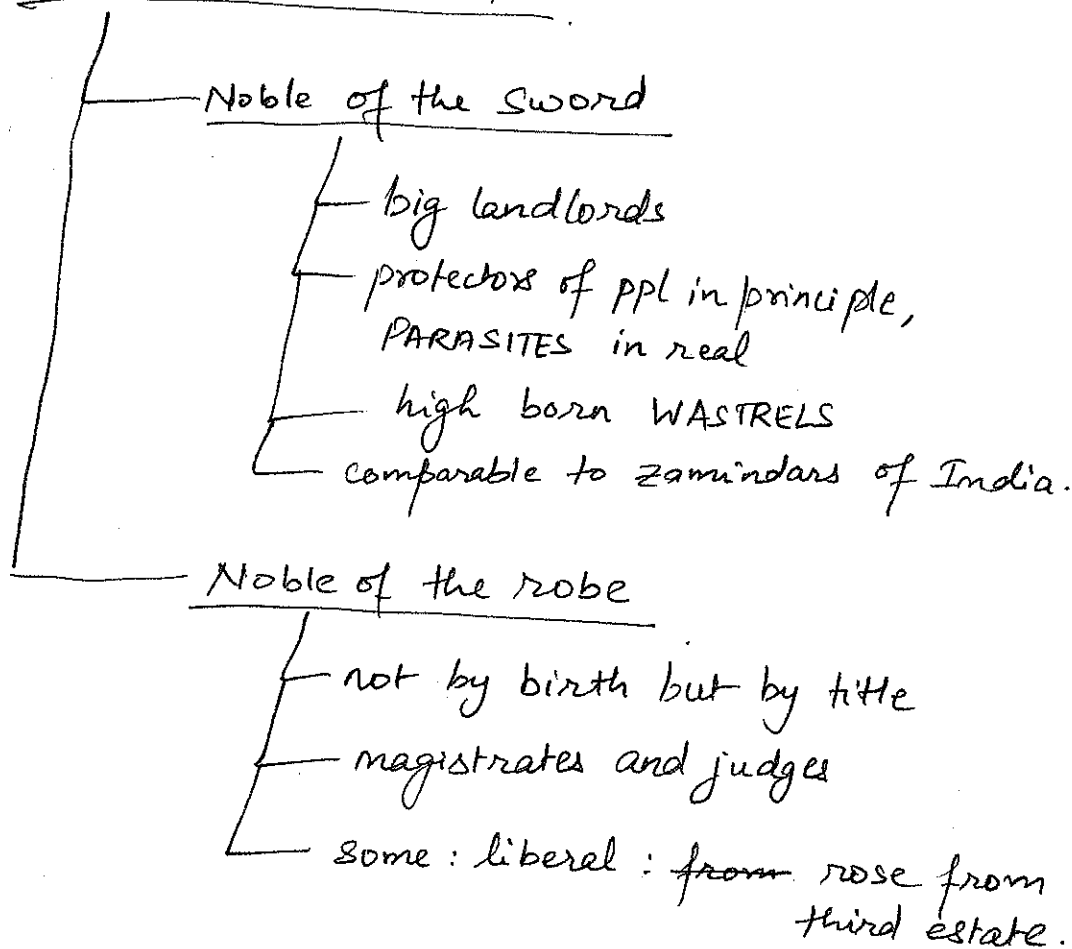 Noble of the sword
big landlords
protectors of ppl in principle,
PARASITES in real
high born WASTRELS
comparable to zamindars of India.
Noble of the robe
not by birth but by title
magistrates and judges
some : liberal : from rose from
third estate.